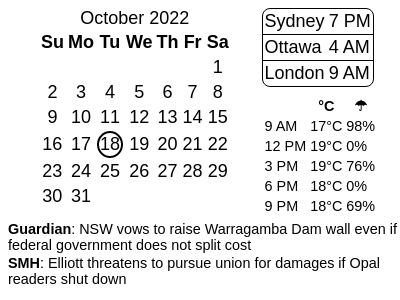 October 2022
Su Mo Tu We Th Fr Sa
1
2 3 4 5 6 7 8
9 10 11 12 13 14 15
16 17 18 19 20 21 22
23 24 25 26 27 28 29
30 31
Sydney 7 PM
Ottawa 4 AM
London 9 AM
°C ☂
9 AM 17°C 98%
12 PM 19°C 0%
3 PM 19°C 76%
6 PM 18°C 0%
9 PM 18°C 69%
Guardian: NSW vows to raise Warragamba Dam wall even if
federal government does not split cost
SMH: Elliott threatens to pursue union for damages if Opal
readers shut down